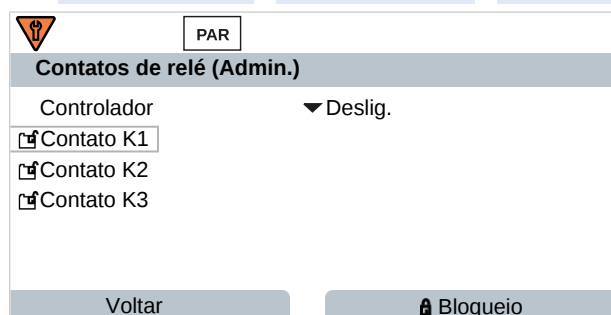 PAR
Contatos de relé (Admin.)
Controlador Deslig.
Contato K1
Contato K2
Contato K3
Voltar Bloqueio